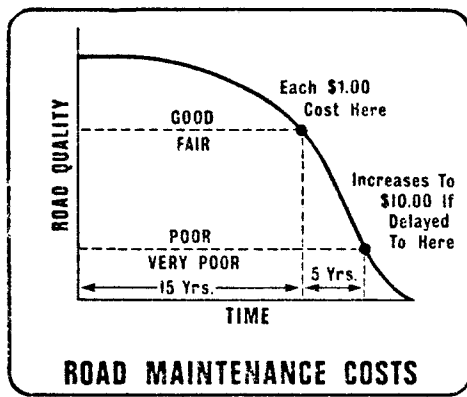 Each $1.00
Cost Here
GOOD
FAIR
Increases To
$10.00 If
Delayed
To Here
POOR
VERY POOR
15 Yrs.
5 Yrs.
ROAD QUALITY
TIME
ROAD MAINTENANCE COSTS